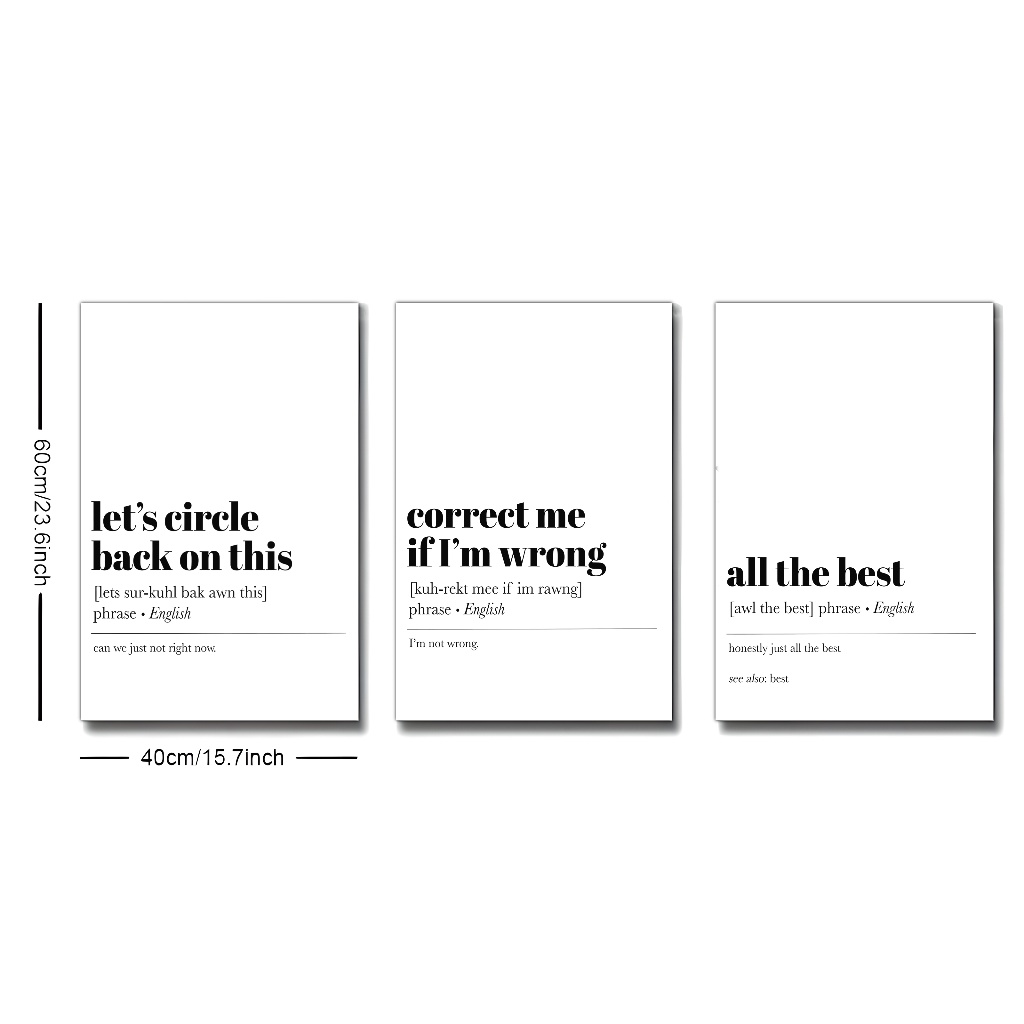 60cm/23.6inch
let's circle
back on this
[lets sur-kuhl bak awn this]
phrase • English
can we just not right now.
correct me
if I'm wrong
[kuh-rekt mee if im rawng]
phrase • English
I'm not wrong.
all the best
[awl the best] phrase • English
honestly just all the best
see also: best
40cm/15.7inch